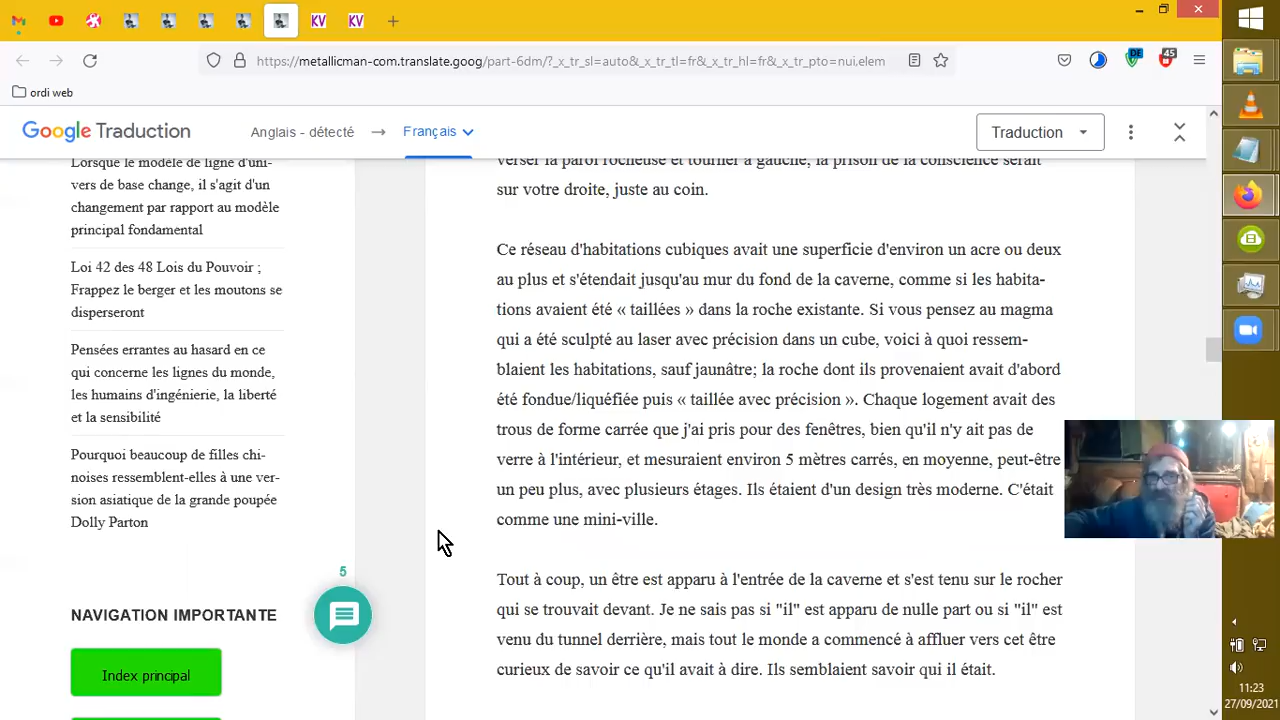 KV
KV
https://metallicman-com.translate.goog/part-6dm/?_x_tr_sl=auto&_x_tr_tl=fr&_x_tr_hl=fr&_x_tr_pto=nui,elem
DE
45
ordi web
Google Traduction
Anglais - détecté
Français
Traduction
Lorsque le modèle de ligne d'uni-
vers de base change, il s'agit d'un
changement par rapport au modèle
principal fondamental
Loi 42 des 48 Lois du Pouvoir ;
Frappez le berger et les moutons se
disperseront
Pensées errantes au hasard en ce
qui concerne les lignes du monde,
les humains d'ingénierie, la liberté
et la sensibilité
Pourquoi beaucoup de filles chi-
noises ressemblent-elles à une ver-
sion asiatique de la grande poupée
Dolly Parton
5
NAVIGATION IMPORTANTE
Index principal
verser la paroi rocheuse et tourner à gauche, la prison de la conscience serait
sur votre droite, juste au coin.
Ce réseau d'habitations cubiques avait une superficie d'environ un acre ou deux
au plus et s'étendait jusqu'au mur du fond de la caverne, comme si les habita-
tions avaient été « taillées » dans la roche existante. Si vous pensez au magma
qui a été sculpté au laser avec précision dans un cube, voici à quoi ressem-
blaient les habitations, sauf jaunâtre; la roche dont ils provenaient avait d'abord
été fondue/liquéfiée puis « taillée avec précision ». Chaque logement avait des
trous de forme carrée que j'ai pris pour des fenêtres, bien qu'il n'y ait pas de
verre à l'intérieur, et mesuraient environ 5 mètres carrés, en moyenne, peut-être
un peu plus, avec plusieurs étages. Ils étaient d'un design très moderne. C'était
comme une mini-ville.
Tout à coup, un être est apparu à l'entrée de la caverne et s'est tenu sur le rocher
qui se trouvait devant. Je ne sais pas si "il" est apparu de nulle part ou si "il" est
venu du tunnel derrière, mais tout le monde a commencé à affluer vers cet être
curieux de savoir ce qu'il avait à dire. Ils semblaient savoir qui il était.
11:23
27/09/2021